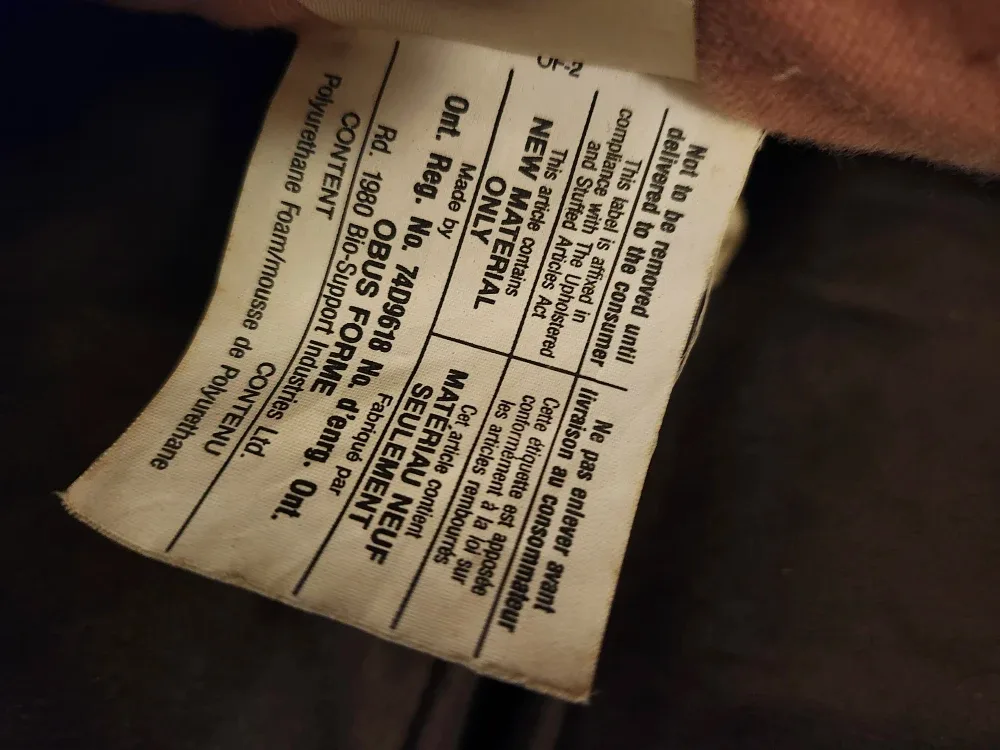 Not to be removed until
delivered to the consumer
Ne pas enlever avant
livraison au consommateur
This label is affixed in
compliance with The Upholstered
and Stuffed Articles Act
Cette étiquette est apposée
conformément à la loi sur
les articles rembourrés
This article contains
NEW MATERIAL
ONLY
Cet article contient
MATÉRIAU NEUF
SEULEMENT
Made by
Fabriqué par
Ont. Reg. No. 74D9618 No. d'enrg. Ont.
OBUS FORME
Rd. 1980 Bio-Support Industries Ltd.
CONTENT
CONTENU
Polyurethane Foam/mousse de Polyurethane